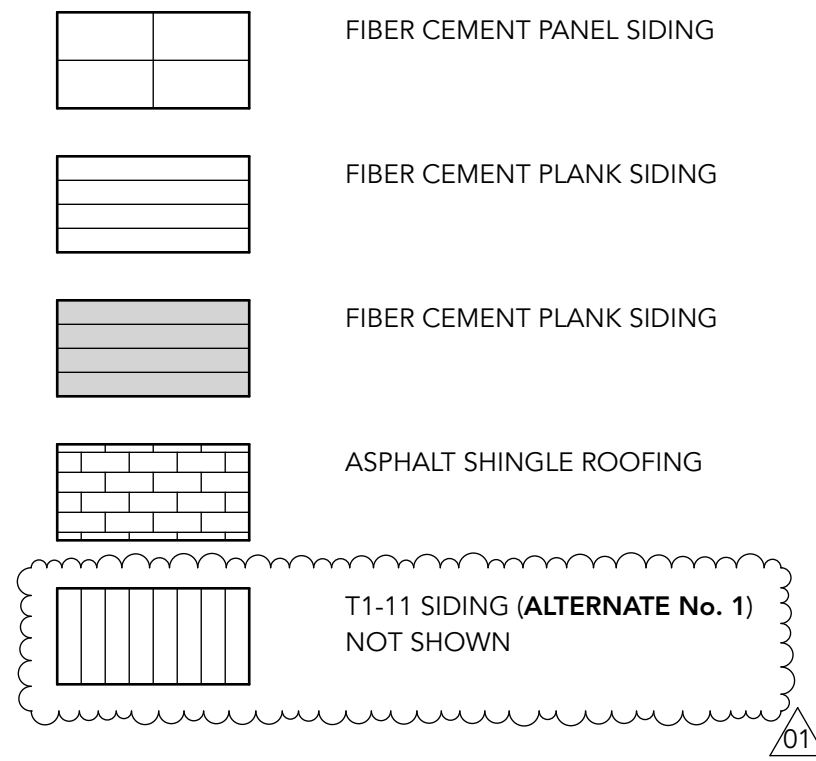 FIBER CEMENT PANEL SIDING
FIBER CEMENT PLANK SIDING
FIBER CEMENT PLANK SIDING
ASPHALT SHINGLE ROOFING
T1-11 SIDING (ALTERNATE No. 1)
NOT SHOWN
01